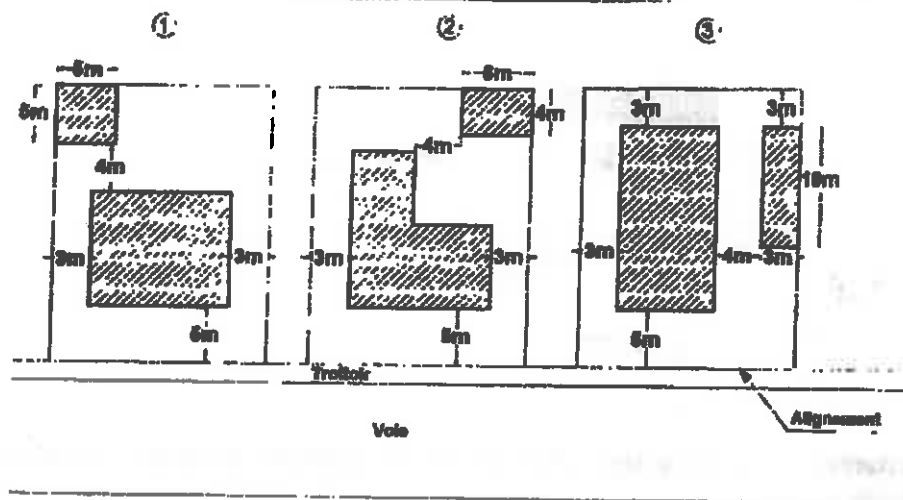 ① ② ③
5m 6m
5m 4m 3m 3m
10m
4m 4m
3m 3m 3m 3m 3m 4m 3m
5m 5m 5m
Trottoir
Alignement
Voie